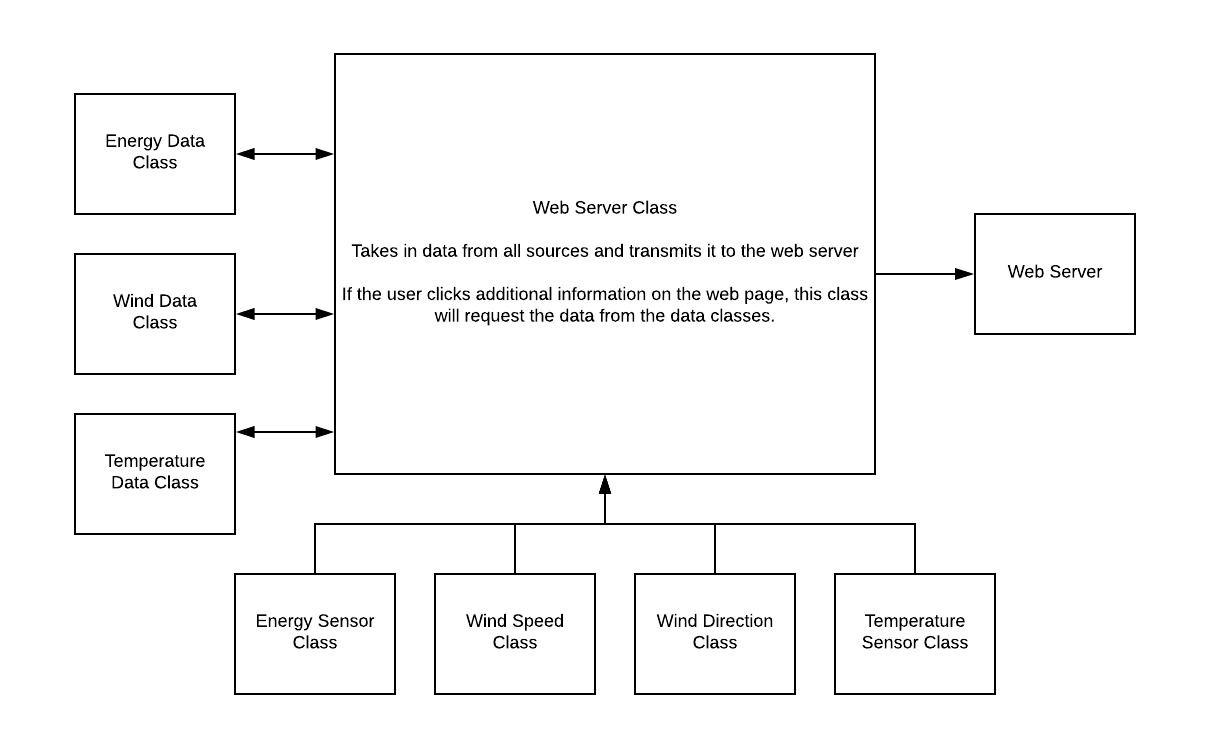 Energy Data
Class
Wind Data
Class
Temperature
Data Class
Web Server Class
Takes in data from all sources and transmits it to the web server
If the user clicks additional information on the web page, this class
will request the data from the data classes.
Web Server
Energy Sensor
Class
Wind Speed
Class
Wind Direction
Class
Temperature
Sensor Class